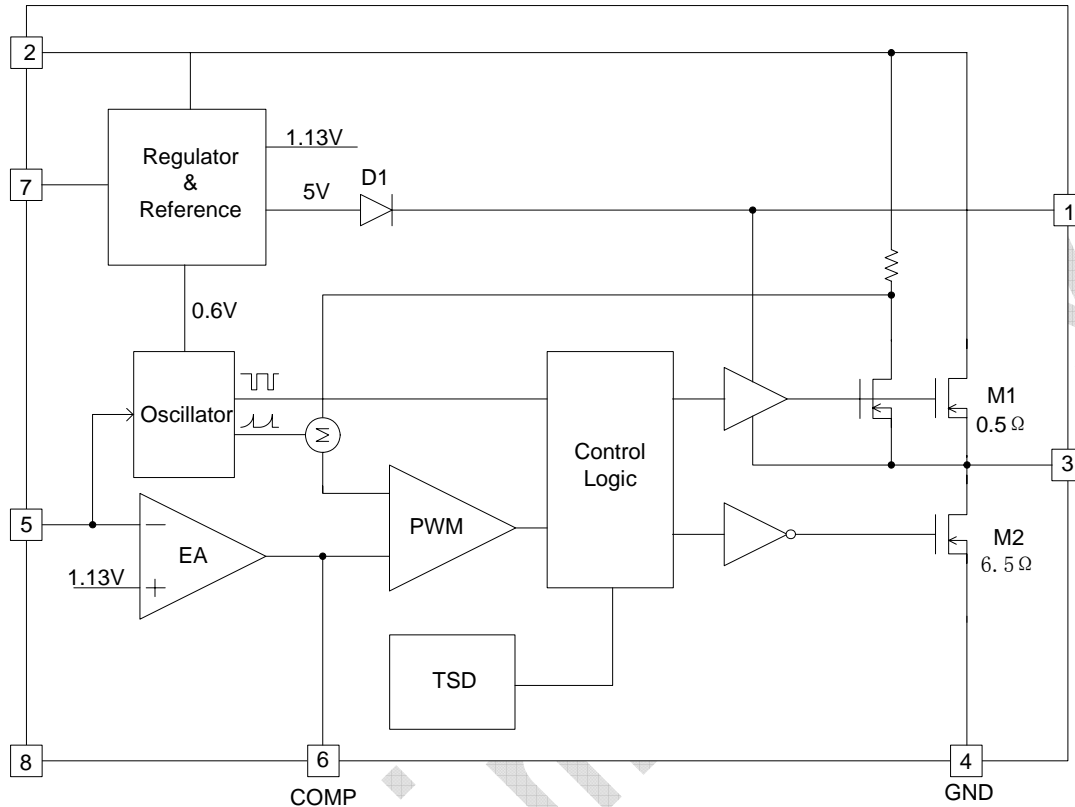 2
1.13V
Regulator
&
Reference
7
5V
D1
1
0.6V
Oscillator
M
Control
Logic
M1
0.5Ω
3
5
EA
1.13V
PWM
M2
6.5Ω
TSD
8
6
4
COMP
GND